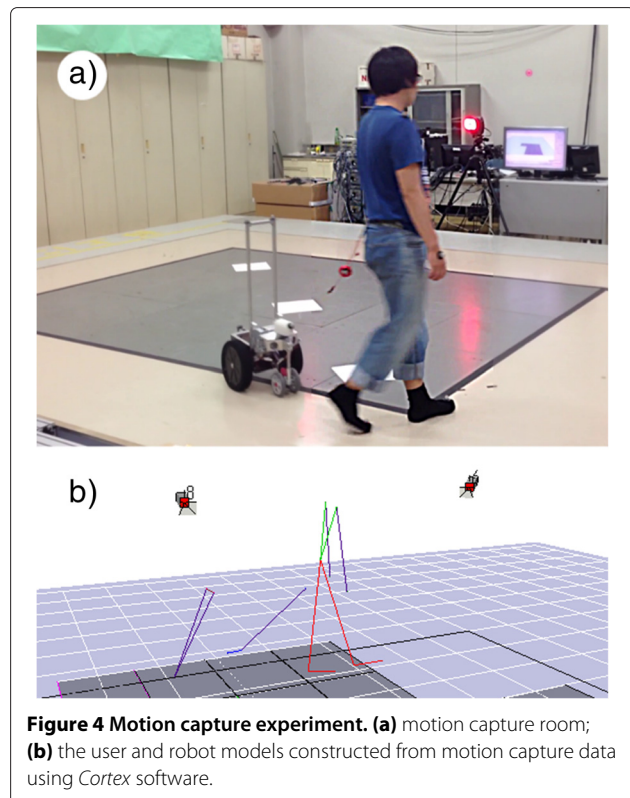 a)
b)
8
Figure 4 Motion capture experiment. (a) motion capture room;
(b) the user and robot models constructed from motion capture data
using Cortex software.